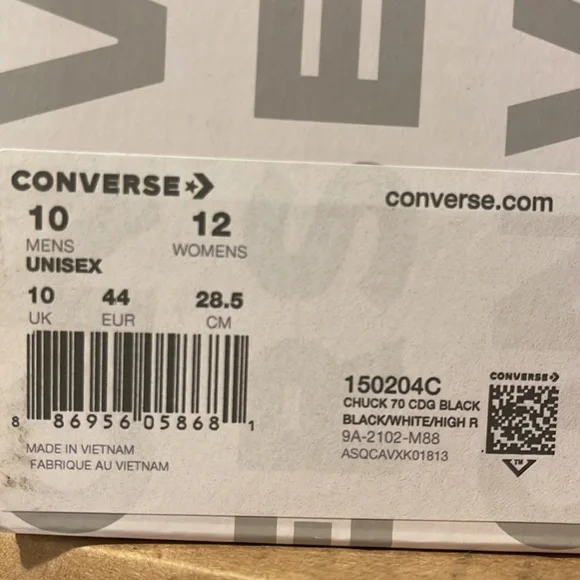 CONVERSE
converse.com
10 12
MENS WOMENS
UNISEX
10 44 28.5
UK EUR CM
8 86956 05868 1
MADE IN VIETNAM
FABRIQUE AU VIETNAM
CONVERSE
150204C
CHUCK 70 CDG BLACK
BLACK/WHITE/HIGH R
9A-2102-M88
ASQCAVXK01813
TM